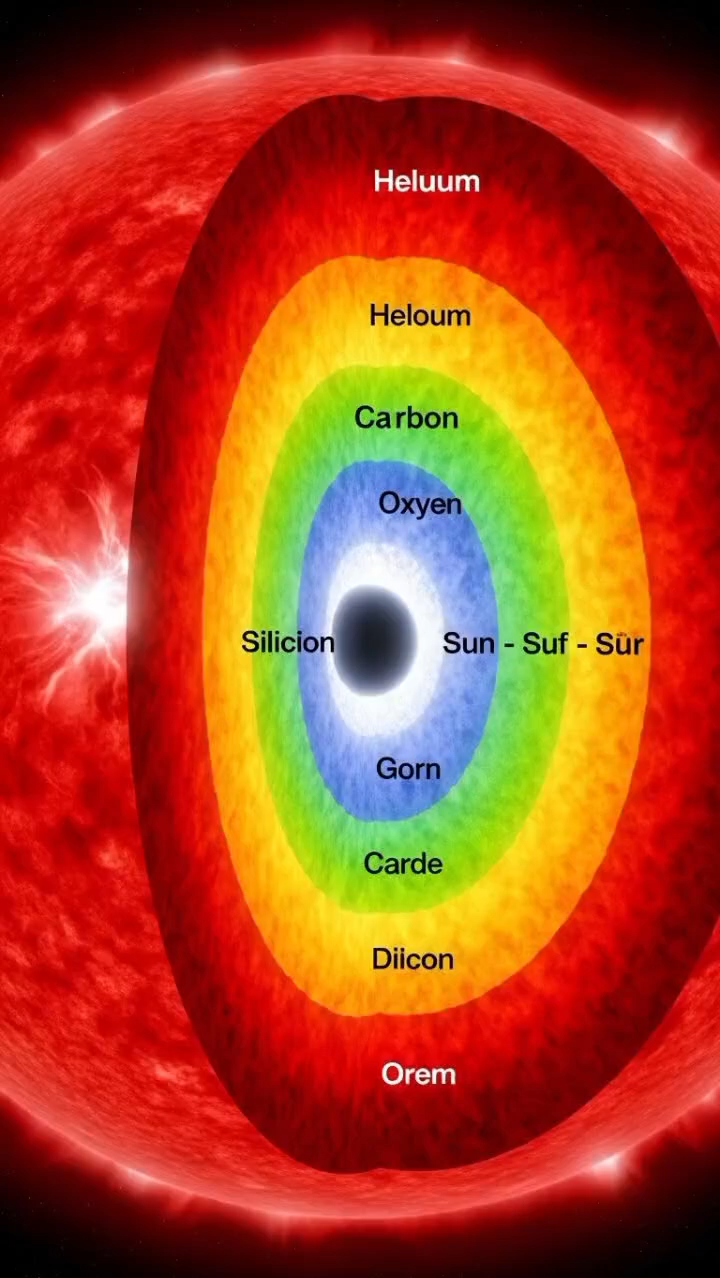 Heluum
Heloum
Carbon
Oxyen
Silicion Sun - Suf - Sür
Gorn
Carde
Diicon
Orem